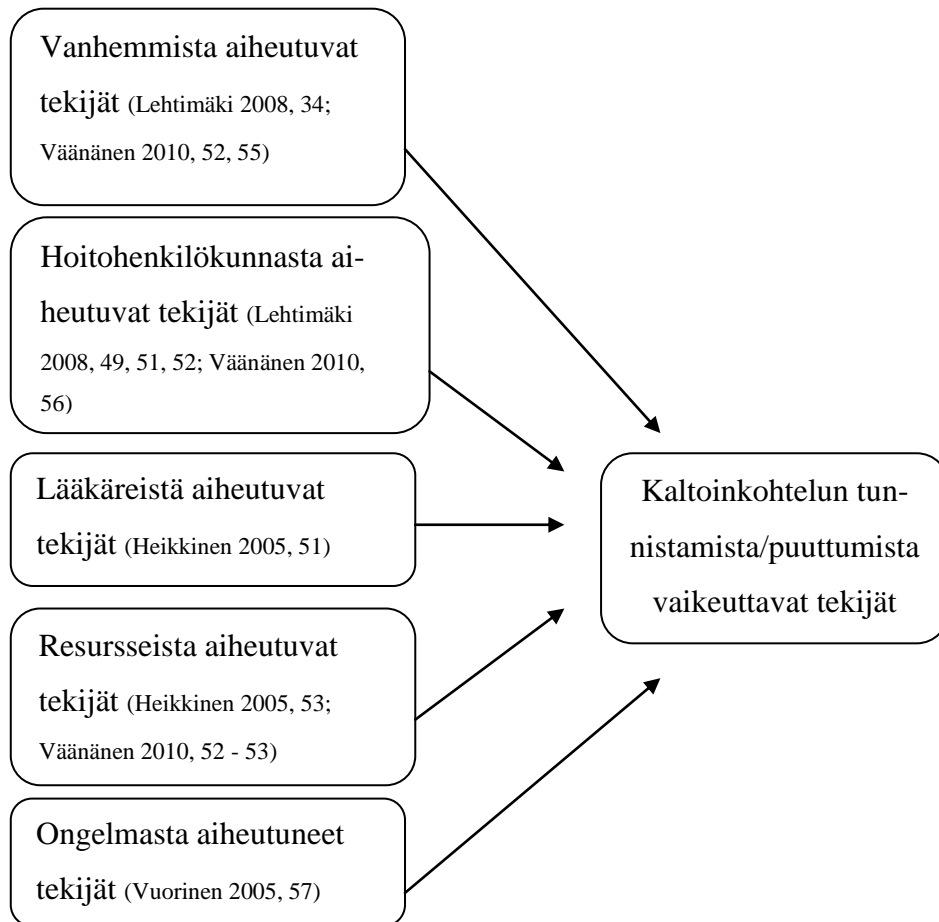 Vanhemmista aiheutuvat
tekijät (Lehtimäki 2008, 34;
Väänänen 2010, 52, 55)
Hoitohenkilökunnasta ai-
heutuvat tekijät (Lehtimäki
2008, 49, 51, 52; Väänänen 2010,
56)
Lääkäreistä aiheutuvat
tekijät (Heikkinen 2005, 51)
Resursseista aiheutuvat
tekijät (Heikkinen 2005, 53;
Väänänen 2010, 52 - 53)
Ongelmasta aiheutuneet
tekijät (Vuorinen 2005, 57)
Kaltoinkohtelun tun-
nistamista/puuttumista
vaikeuttavat tekijät